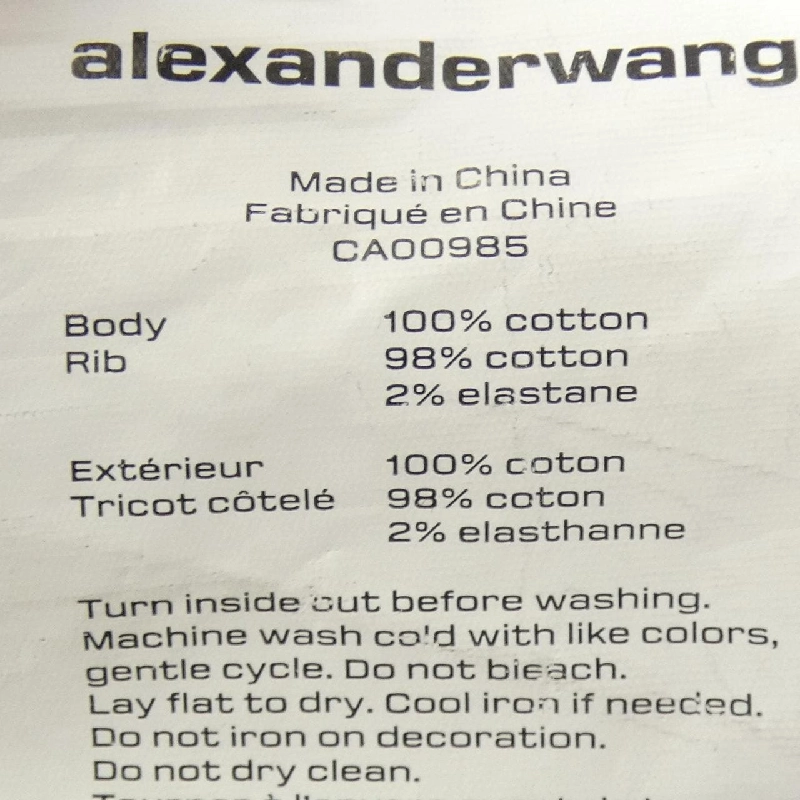 alexanderwang
Made in China
Fabriqué en Chine
CA00985
Body 100% cotton
Rib 98% cotton
2% elastane
Extérieur 100% coton
Tricot côtelé 98% coton
2% elasthanne
Turn inside out before washing.
Machine wash cold with like colors,
gentle cycle. Do not bleach.
Lay flat to dry. Cool iron if needed.
Do not iron on decoration.
Do not dry clean.